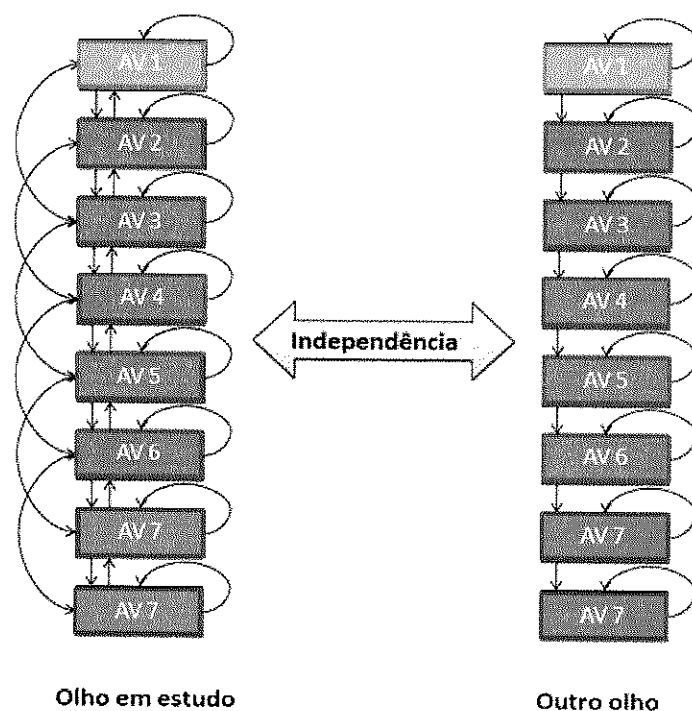 AV 1
AV 2
AV 3
AV 4
AV 5
AV 6
AV 7
AV 7
Olho em estudo
Independência
AV 1
AV 2
AV 3
AV 4
AV 5
AV 6
AV 7
AV 7
Outro olho